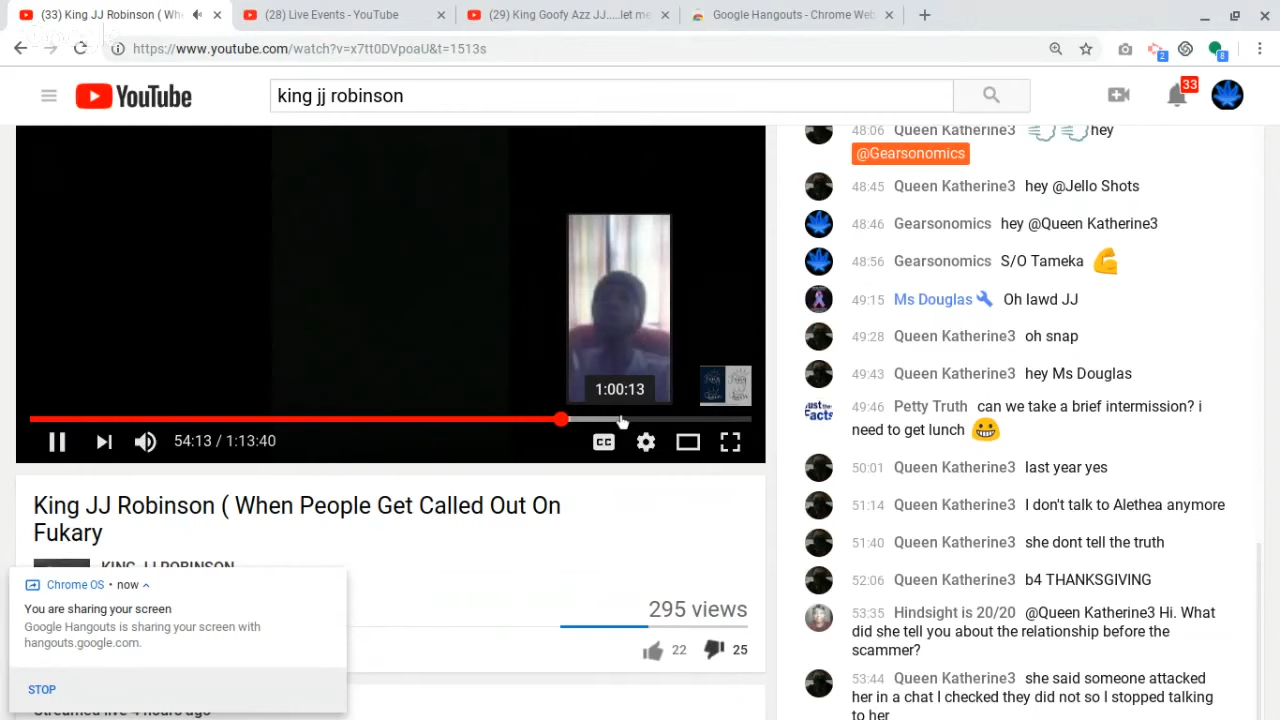 (33) King JJ Robinson ( Wh
(28) Live Events - YouTube
(29) King Goofy Azz JJ.....let me
Google Hangouts - Chrome Web
https://www.youtube.com/watch?v=x7tt0DVpoaU&t=1513s
2
8
YouTube
king jj robinson
33
1:00:13
54:13 / 1:13:40
CC
King JJ Robinson ( When People Get Called Out On
Fukary
KING JJ ROBINSON
295 views
22
25
Streamed live 4 hours ago
Chrome OS • now
You are sharing your screen
Google Hangouts is sharing your screen with
hangouts.google.com.
STOP
48:06 Queen Katherine3 hey
@Gearsonomics
48:45 Queen Katherine3 hey @Jello Shots
48:46 Gearsonomics hey @Queen Katherine3
48:56 Gearsonomics S/O Tameka
49:15 Ms Douglas Oh lawd JJ
49:28 Queen Katherine3 oh snap
49:43 Queen Katherine3 hey Ms Douglas
Just the
Facts
49:46 Petty Truth can we take a brief intermission? i
need to get lunch
50:01 Queen Katherine3 last year yes
51:14 Queen Katherine3 I don't talk to Alethea anymore
51:40 Queen Katherine3 she dont tell the truth
52:06 Queen Katherine3 b4 THANKSGIVING
53:35 Hindsight is 20/20 @Queen Katherine3 Hi. What
did she tell you about the relationship before the
scammer?
53:44 Queen Katherine3 she said someone attacked
her in a chat I checked they did not so I stopped talking
to her